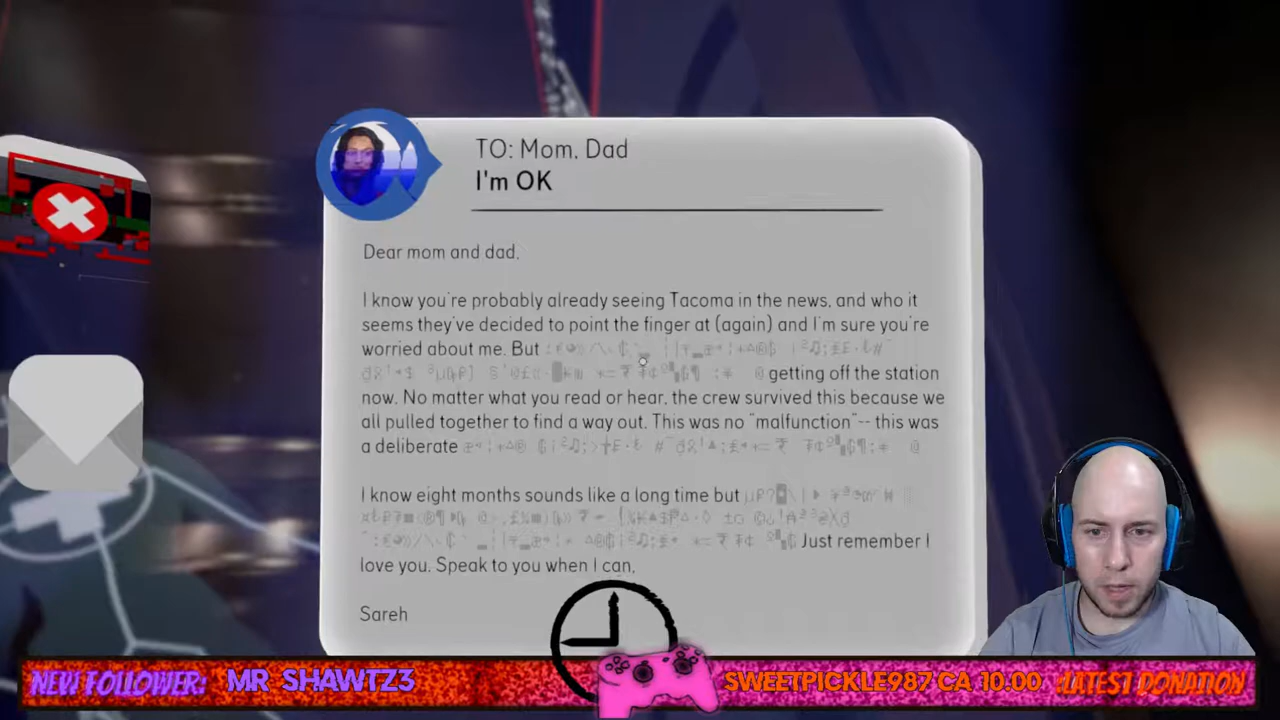 TO: Mom, Dad
I'm OK
Dear mom and dad,
I know you're probably already seeing Tacoma in the news, and who it
seems they've decided to point the finger at (again) and I'm sure you're
worried about me. But
getting off the station
now. No matter what you read or hear, the crew survived this because we
all pulled together to find a way out. This was no "malfunction"-- this was
a deliberate
I know eight months sounds like a long time but
Just remember I
love you. Speak to you when I can,
Sareh
NEW FOLLOWER: MR SHAWTZ3 SWEETPICKLE987 CA 10.00 :LATEST DONATION